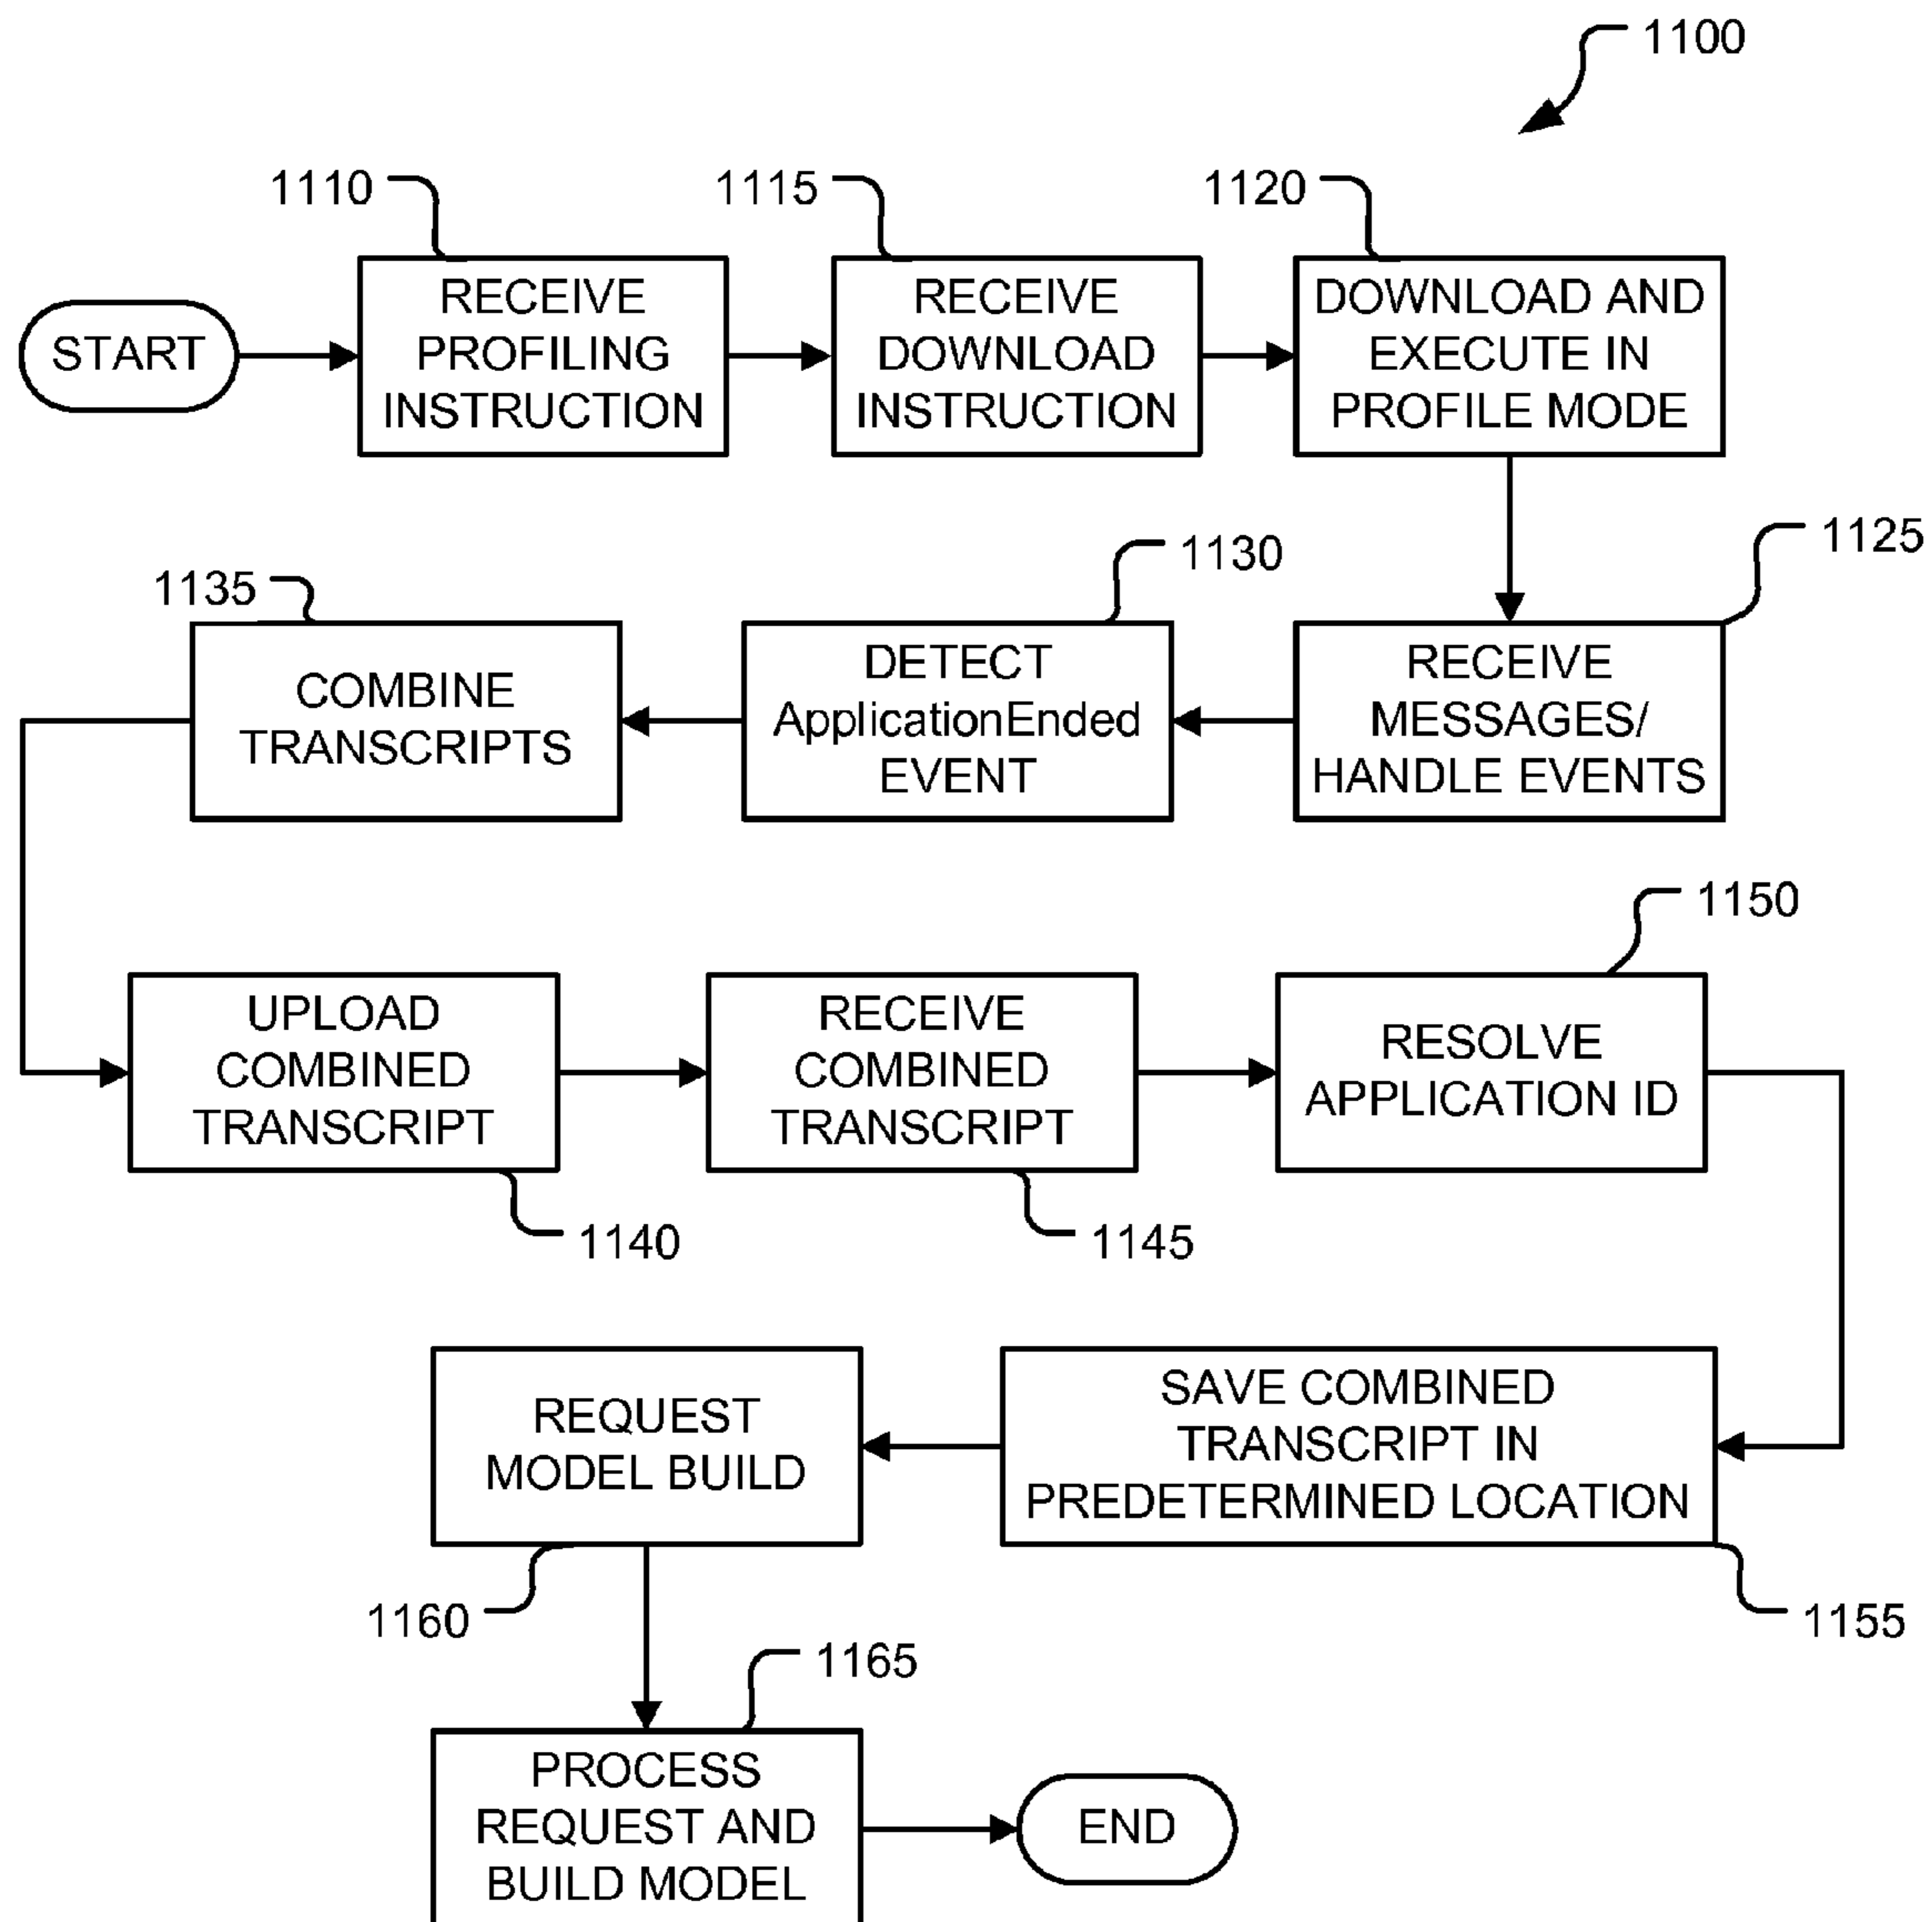 1100
1110
1115
1120
START
RECEIVE
PROFILING
INSTRUCTION
RECEIVE
DOWNLOAD
INSTRUCTION
DOWNLOAD AND
EXECUTE IN
PROFILE MODE
1125
1130
1135
RECEIVE
MESSAGES/
HANDLE EVENTS
DETECT
ApplicationEnded
EVENT
COMBINE
TRANSCRIPTS
1150
UPLOAD
COMBINED
TRANSCRIPT
RECEIVE
COMBINED
TRANSCRIPT
RESOLVE
APPLICATION ID
1140
1145
SAVE COMBINED
TRANSCRIPT IN
PREDETERMINED LOCATION
REQUEST
MODEL BUILD
1160
1155
1165
PROCESS
REQUEST AND
BUILD MODEL
END